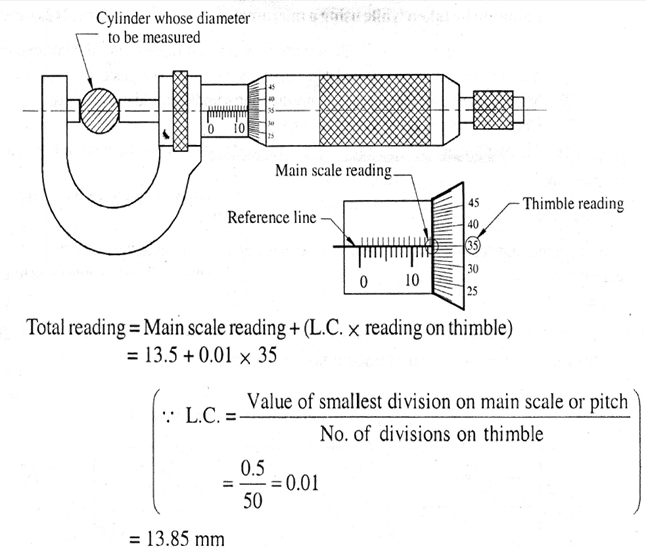 Cylinder whose diameter
to be measured
45
40
35
30
25
0 10
Main scale reading
Reference line
Thimble reading
45
40
35
30
25
0 10
Total reading = Main scale reading + (L.C. × reading on thimble)
= 13.5 + 0.01 × 35
∵ L.C. = Value of smallest division on main scale or pitch
No. of divisions on thimble
= 0.5
50 = 0.01
= 13.85 mm